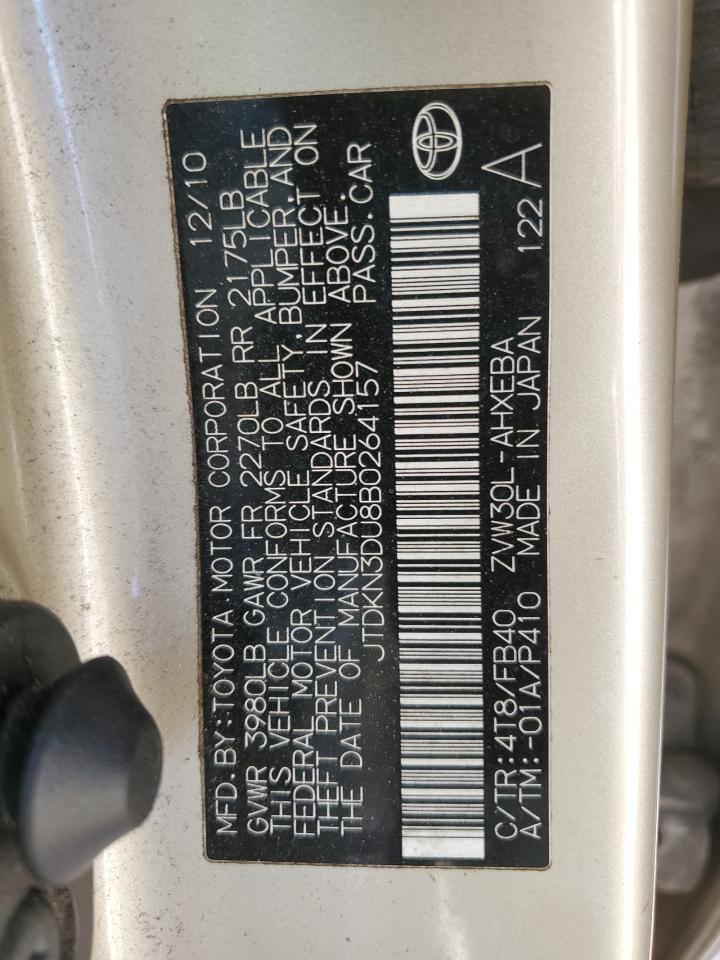 MFD.BY:TOYOTA MOTOR CORPORATION 12/10
GVWR 3980LB GAWR FR 2270LB RR 2175LB
THIS VEHICLE CONFORMS TO ALL APPLICABLE
FEDERAL MOTOR VEHICLE SAFETY,BUMPER,AND
THEFT PREVENTION STANDARDS IN EFFECT ON
THE DATE OF MANUFACTURE SHOWN ABOVE.
JTDKN3DU8B0264157 PASS.CAR
C/TR:4T8/FB40 ZVW30L-AHXEBA
A/TM:-01A/P410 MADE IN JAPAN 122 A